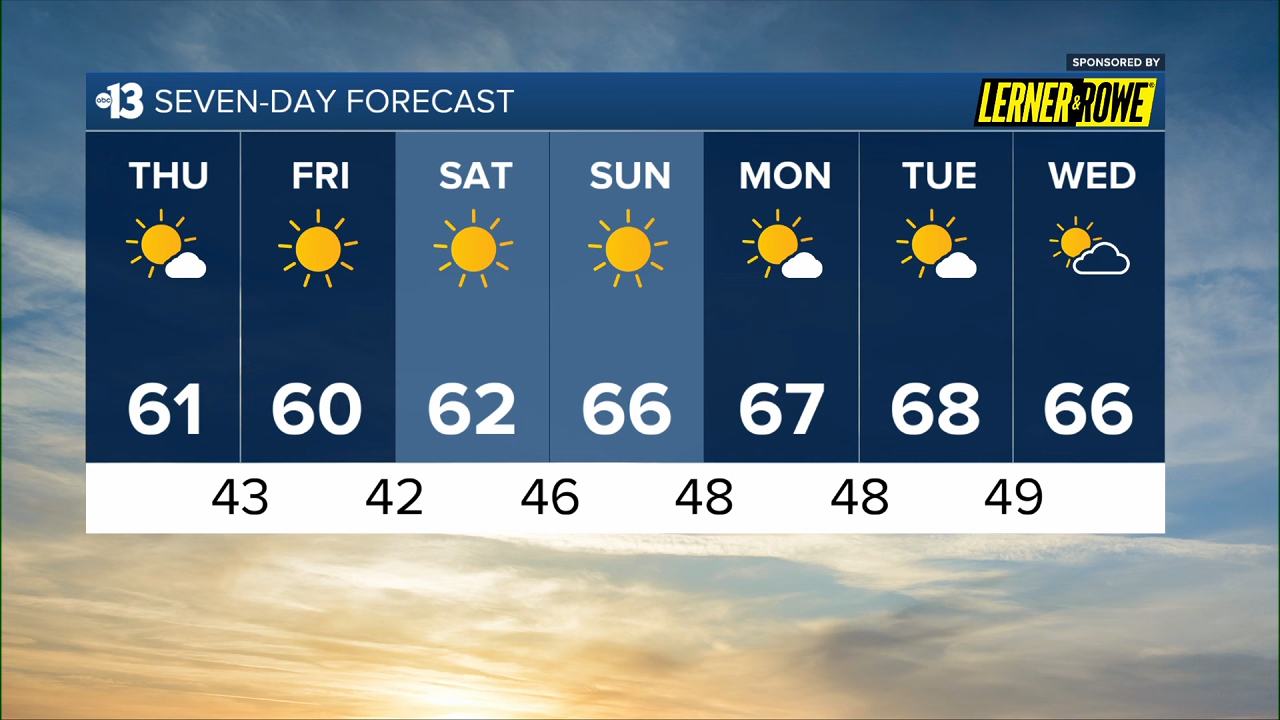 SPONSORED BY
abc 13 SEVEN-DAY FORECAST
LERNER & ROWE®
THU FRI SAT SUN MON TUE WED
61 60 62 66 67 68 66
43 42 46 48 48 49